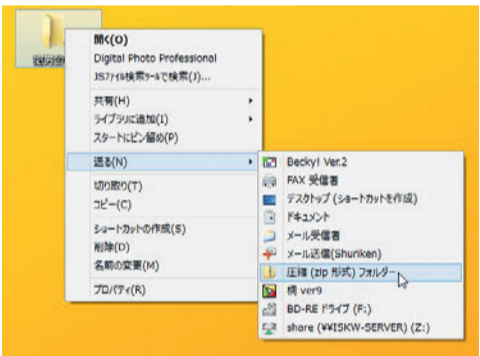 開く(O)
Digital Photo Professional
JSファイル検索ツールで検索(J)...
共有(H)
ライブラリに追加(I)
スタートにピン留め(P)
送る(N)
切り取り(T)
コピー(C)
ショートカットの作成(S)
削除(D)
名前の変更(M)
プロパティ(R)
Becky! Ver.2
FAX 受信者
デスクトップ (ショートカットを作成)
ドキュメント
メール受信者
メール送信(Shuriken)
圧縮 (zip 形式) フォルダー
桐 ver9
BD-RE ドライブ (F:)
share (¥¥ISKW-SERVER) (Z:)